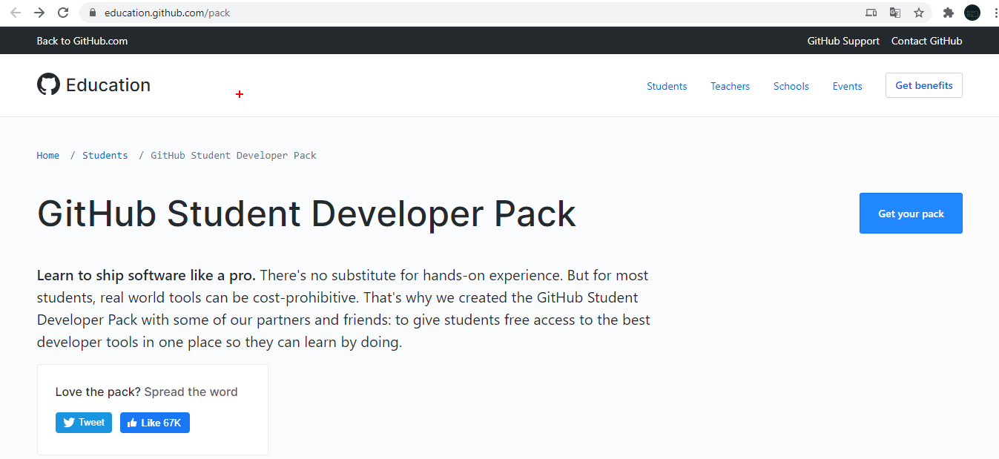 education.github.com/pack
Back to GitHub.com
GitHub Support
Contact GitHub
Education
Students
Teachers
Schools
Events
Get benefits
Home / Students / GitHub Student Developer Pack
GitHub Student Developer Pack
Get your pack
Learn to ship software like a pro. There's no substitute for hands-on experience. But for most
students, real world tools can be cost-prohibitive. That's why we created the GitHub Student
Developer Pack with some of our partners and friends: to give students free access to the best
developer tools in one place so they can learn by doing.
Love the pack? Spread the word
Tweet
Like 67K